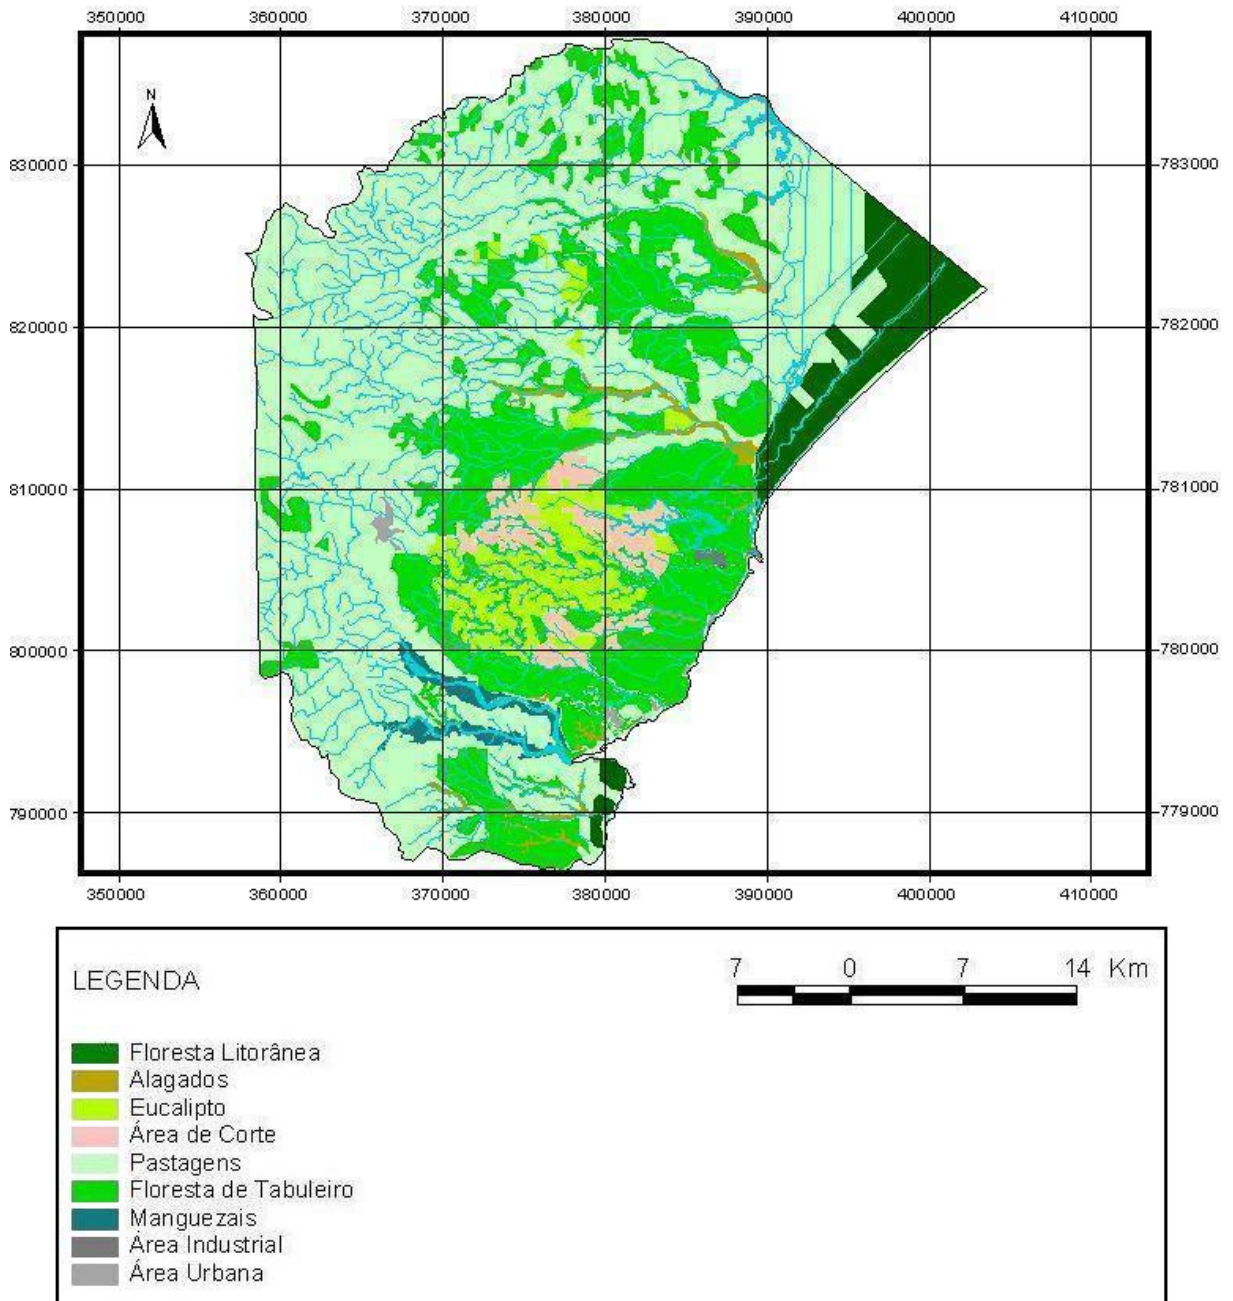 350000 360000 370000 380000 390000 400000 410000
N
830000 783000
820000 782000
810000 781000
800000 780000
790000 779000
350000 360000 370000 380000 390000 400000 410000
LEGENDA
7 0 7 14 Km
Floresta Litorânea
Alagados
Eucalipto
Área de Corte
Pastagens
Floresta de Tabuleiro
Manguezais
Área Industrial
Área Urbana